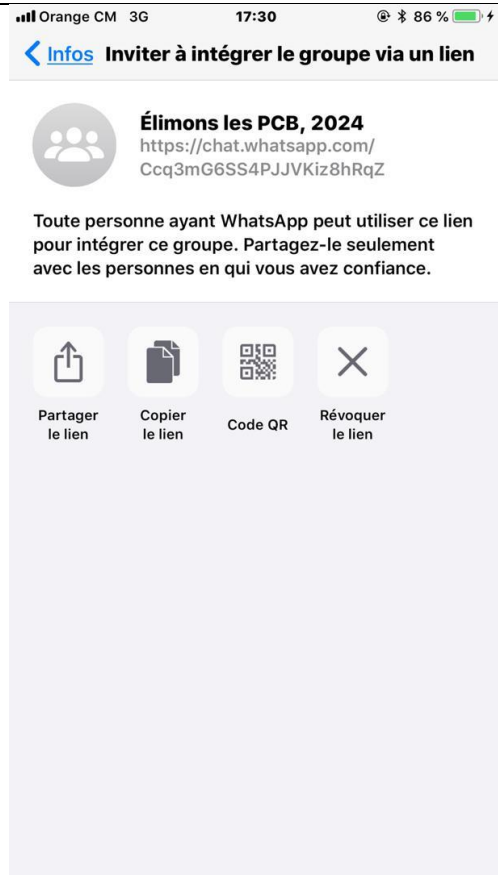 Orange CM 3G 17:30 86 %
Infos Inviter à intégrer le groupe via un lien
Élimons les PCB, 2024
https://chat.whatsapp.com/
Ccq3mG6SS4PJJVKiz8hRqZ
Toute personne ayant WhatsApp peut utiliser ce lien
pour intégrer ce groupe. Partagez-le seulement
avec les personnes en qui vous avez confiance.
Partager
le lien
Copier
le lien
Code QR
Révoquer
le lien